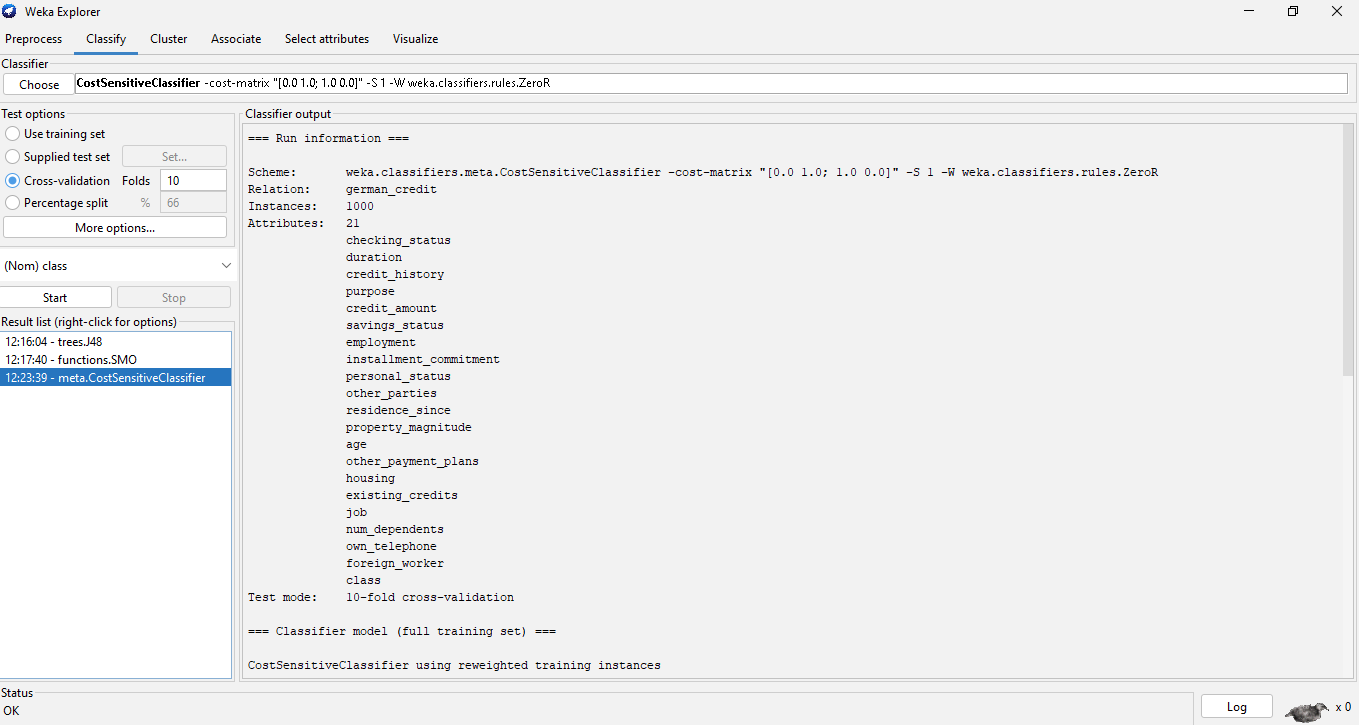 Weka Explorer
Preprocess Classify Cluster Associate Select attributes Visualize
Classifier
Choose CostSensitiveClassifier -cost-matrix "[0.0 1.0; 1.0 0.0]" -S 1 -W weka.classifiers.rules.ZeroR
Test options
Use training set
Supplied test set Set...
Cross-validation Folds 10
Percentage split % 66
More options...
(Nom) class
Start Stop
Result list (right-click for options)
12:16:04 - trees.J48
12:17:40 - functions.SMO
12:23:39 - meta.CostSensitiveClassifier
Classifier output
=== Run information ===
Scheme: weka.classifiers.meta.CostSensitiveClassifier -cost-matrix "[0.0 1.0; 1.0 0.0]" -S 1 -W weka.classifiers.rules.ZeroR
Relation: german_credit
Instances: 1000
Attributes: 21
checking_status
duration
credit_history
purpose
credit_amount
savings_status
employment
installment_commitment
personal_status
other_parties
residence_since
property_magnitude
age
other_payment_plans
housing
existing_credits
job
num_dependents
own_telephone
foreign_worker
class
Test mode: 10-fold cross-validation
=== Classifier model (full training set) ===
CostSensitiveClassifier using reweighted training instances
Status
OK
Log x 0